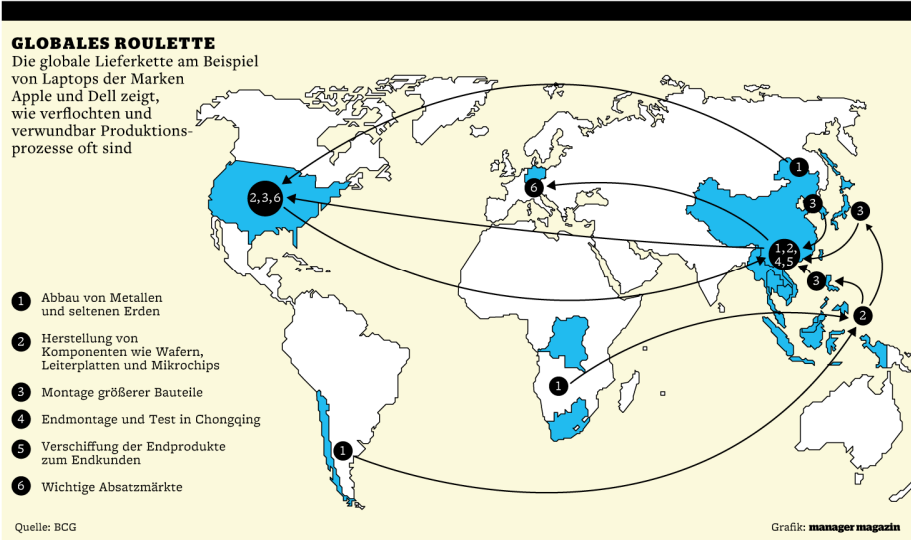 GLOBALES ROULETTE
Die globale Lieferkette am Beispiel
von Laptops der Marken
Apple und Dell zeigt,
wie verflochten und
verwundbar Produktions-
prozesse oft sind
1
2,3,6
6
3
3
1,2,
4,5
3
2
1
1
1 Abbau von Metallen
und seltenen Erden
2 Herstellung von
Komponenten wie Wafern,
Leiterplatten und Mikrochips
3 Montage größerer Bauteile
4 Endmontage und Test in Chongqing
5 Verschiffung der Endprodukte
zum Endkunden
6 Wichtige Absatzmärkte
Quelle: BCG
Grafik: manager magazin